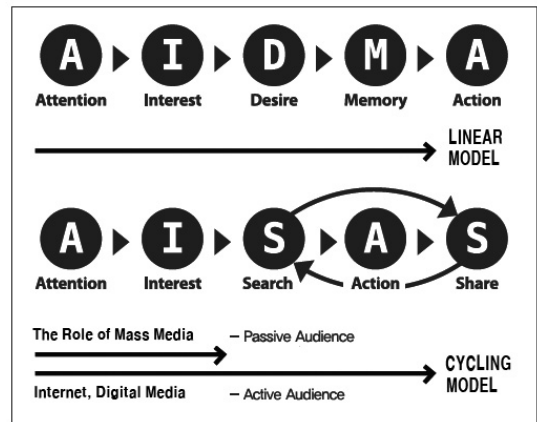 A I D M A
Attention Interest Desire Memory Action
LINEAR
MODEL
A I S A S
Attention Interest Search Action Share
The Role of Mass Media – Passive Audience
CYCLING
MODEL
Internet, Digital Media – Active Audience